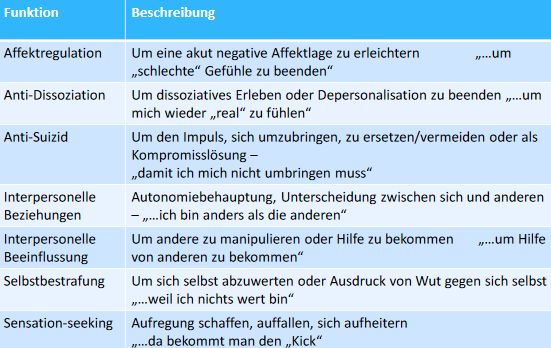 Funktion Beschreibung
Affektregulation Um eine akut negative Affektlage zu erleichtern „…um
„schlechte“ Gefühle zu beenden“
Anti-Dissoziation Um dissoziatives Erleben oder Depersonalisation zu beenden „…um
mich wieder „real“ zu fühlen“
Anti-Suizid Um den Impuls, sich umzubringen, zu ersetzen/vermeiden oder als
Kompromisslösung –
„damit ich mich nicht umbringen muss“
Interpersonelle Autonomiebehauptung, Unterscheidung zwischen sich und anderen
Beziehungen – „…ich bin anders als die anderen“
Interpersonelle Um andere zu manipulieren oder Hilfe zu bekommen „…um Hilfe
Beeinflussung von anderen zu bekommen“
Selbstbestrafung Um sich selbst abzuwerten oder Ausdruck von Wut gegen sich selbst
„…weil ich nichts wert bin“
Sensation-seeking Aufregung schaffen, auffallen, sich aufheitern
„…da bekommt man den „Kick“